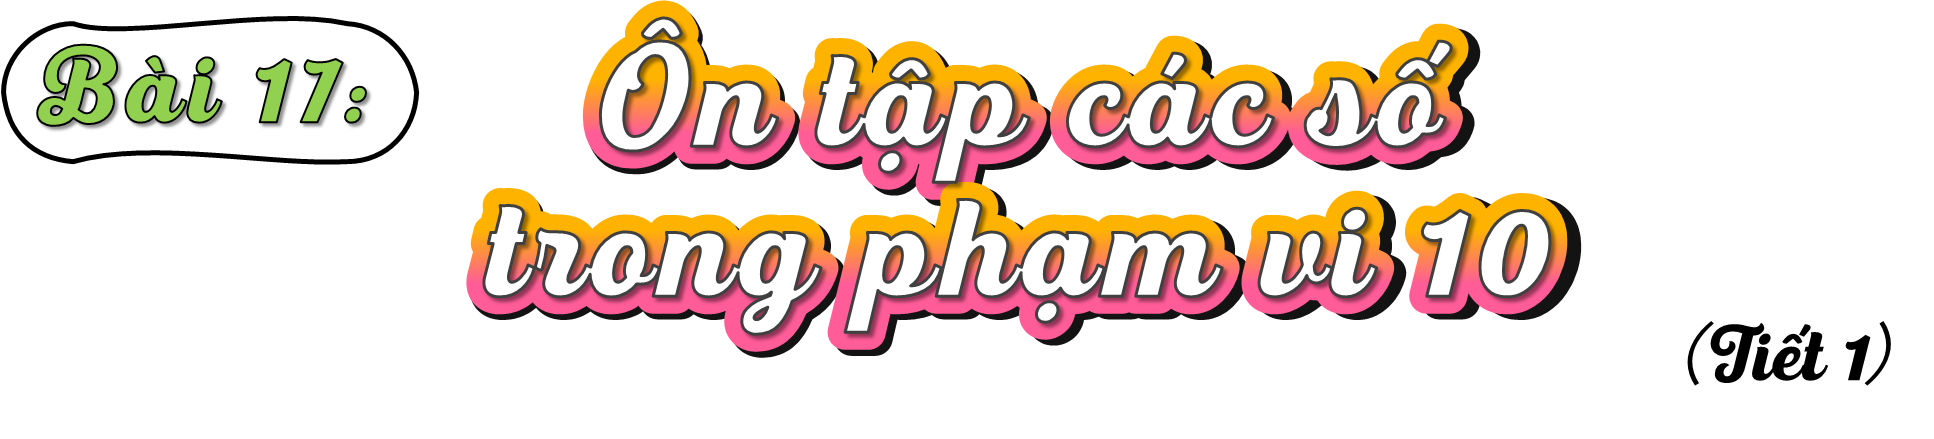 Bài 17:
Ôn tập các số
trong phạm vi 10
(Tiết 1)